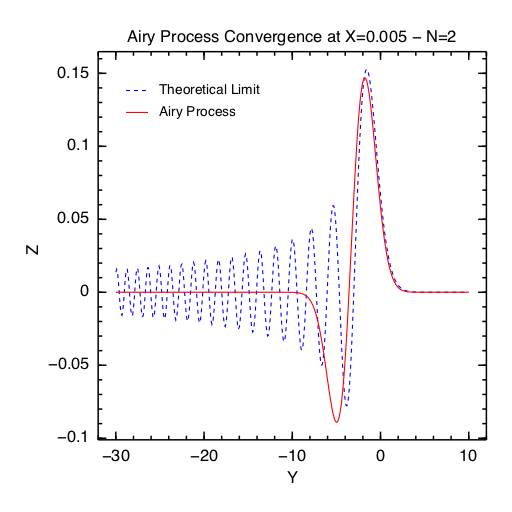 Airy Process Convergence at X=0.005 − N=2
Theoretical Limit
Airy Process
0.15
0.1
0.05
0
−0.05
−0.1
Z
−30
−20
−10
0
10
Y